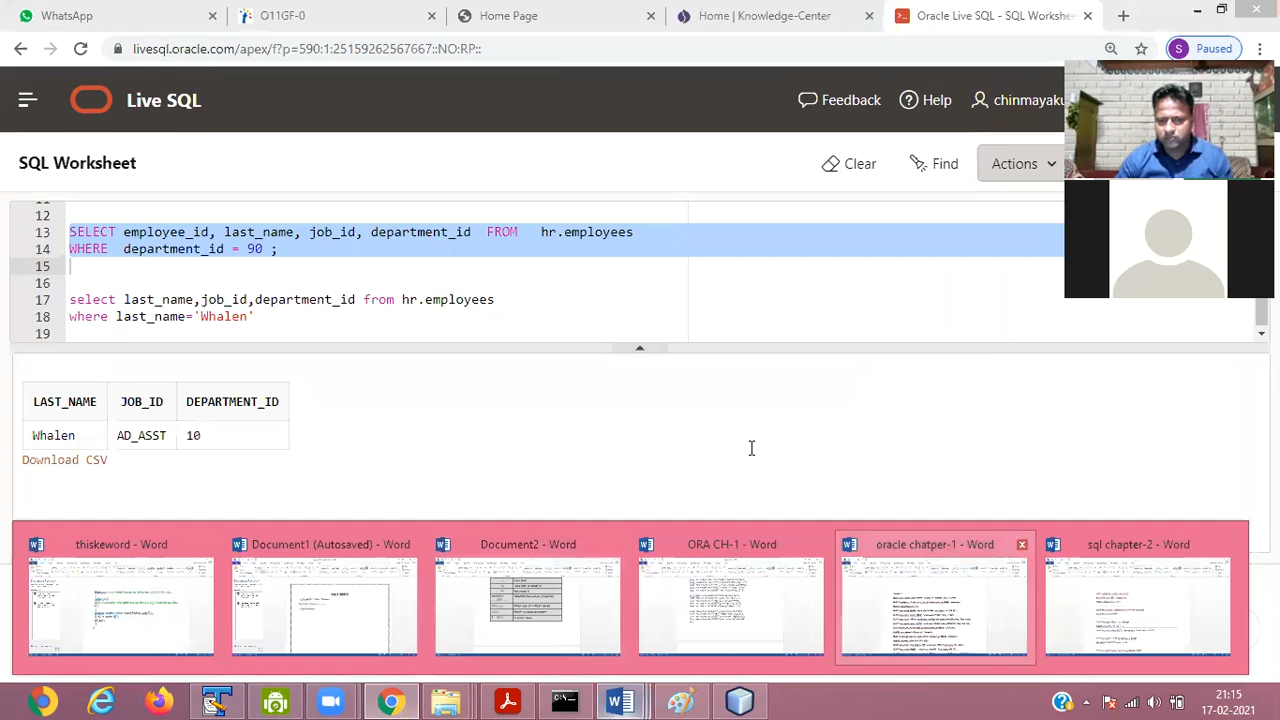 WhatsApp
O11GF-0
Home Page
Home | Knowledge-Center
Oracle Live SQL - SQL Workshe
livesql.oracle.com/apex/f?p=590:1:25159262567667::NO:RP::
S Paused
Live SQL
Feedback
Help
chinmayaku
SQL Worksheet
Clear
Find
Actions
11
12
13 SELECT employee_id, last_name, job_id, department_id FROM hr.employees
14 WHERE department_id = 90 ;
15
16
17 select last_name,job_id,department_id from hr.employees
18 where last_name='Whalen'
19
LAST_NAME JOB_ID DEPARTMENT_ID
Whalen AD_ASST 10
Download CSV
thiskeword - Word
Document1 (Autosaved) - Word
Document2 - Word
ORA CH-1 - Word
oracle chatper-1 - Word
sql chapter-2 - Word
21:15
17-02-2021